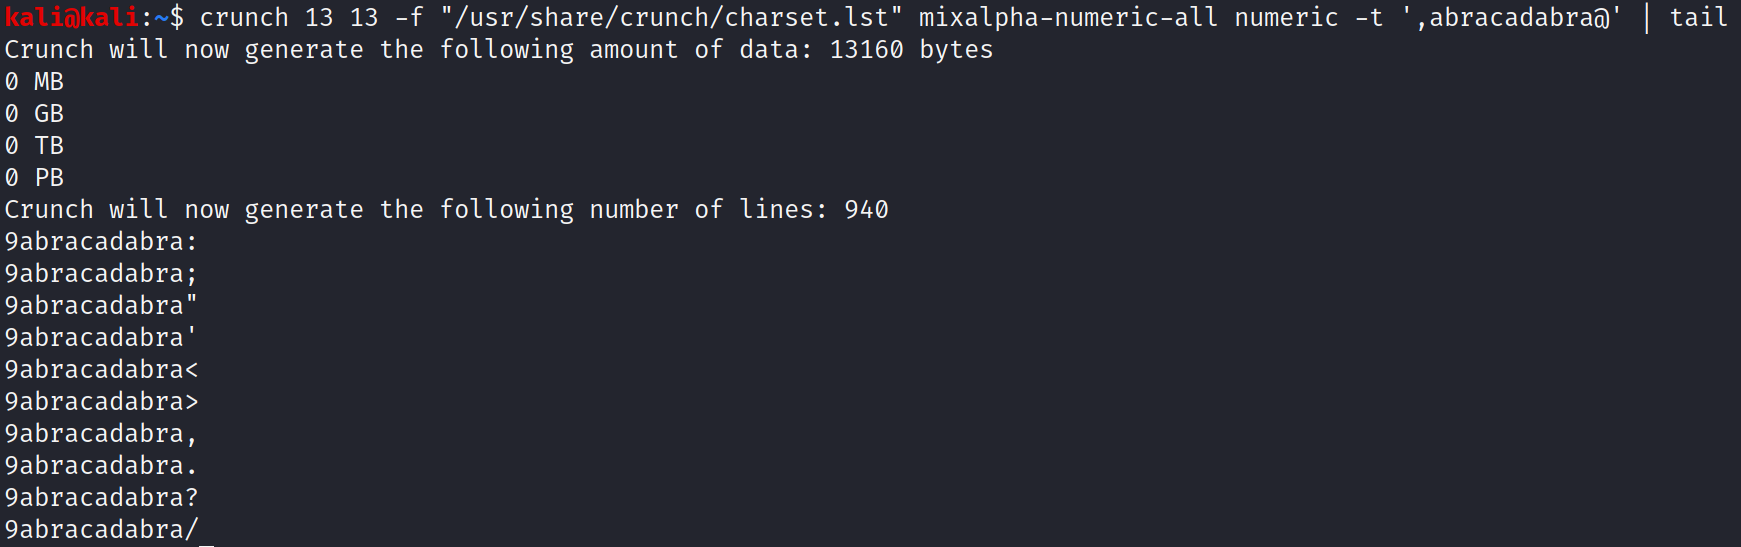 kali@kali:~$ crunch 13 13 -f "/usr/share/crunch/charset.lst" mixalpha-numeric-all numeric -t ',abracadabra@' | tail
Crunch will now generate the following amount of data: 13160 bytes
0 MB
0 GB
0 TB
0 PB
Crunch will now generate the following number of lines: 940
9abracadabra:
9abracadabra;
9abracadabra"
9abracadabra'
9abracadabra<
9abracadabra>
9abracadabra,
9abracadabra.
9abracadabra?
9abracadabra/